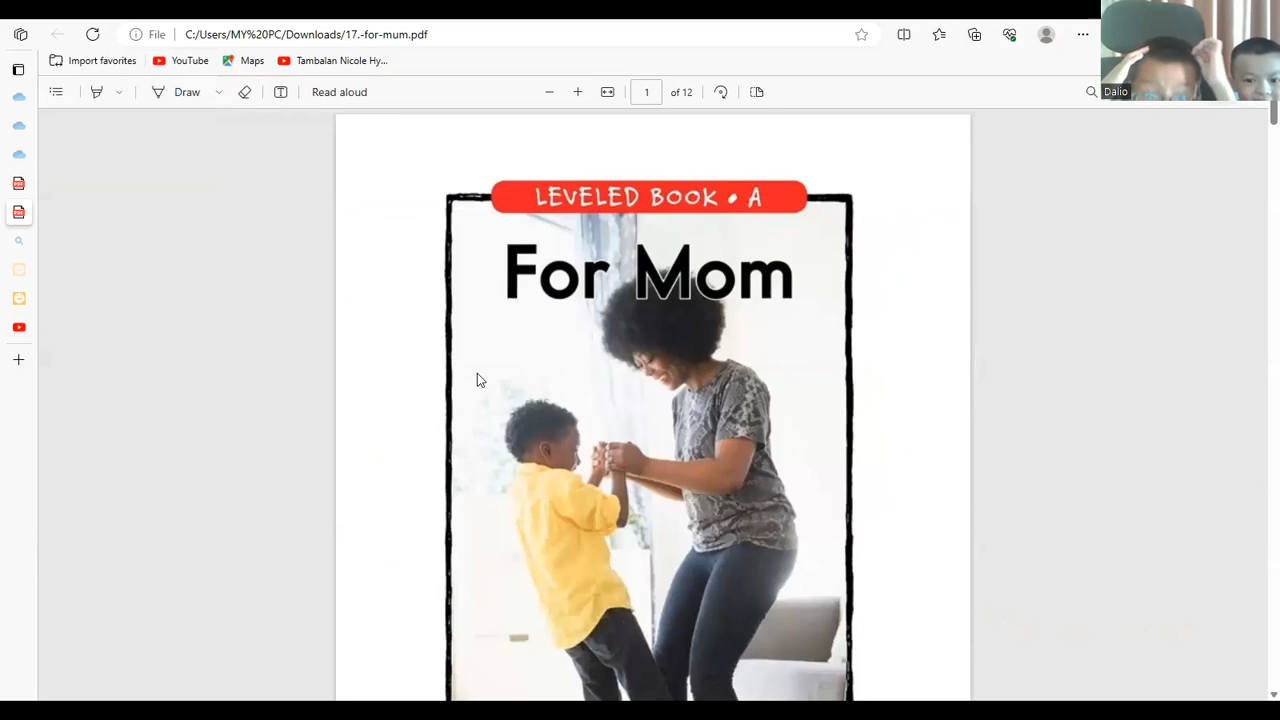 File C:/Users/MY%20PC/Downloads/17.-for-mum.pdf
Import favorites YouTube Maps Tambalan Nicole Hy...
Draw Read aloud 1 of 12
Dalio
LEVELED BOOK • A
For Mom